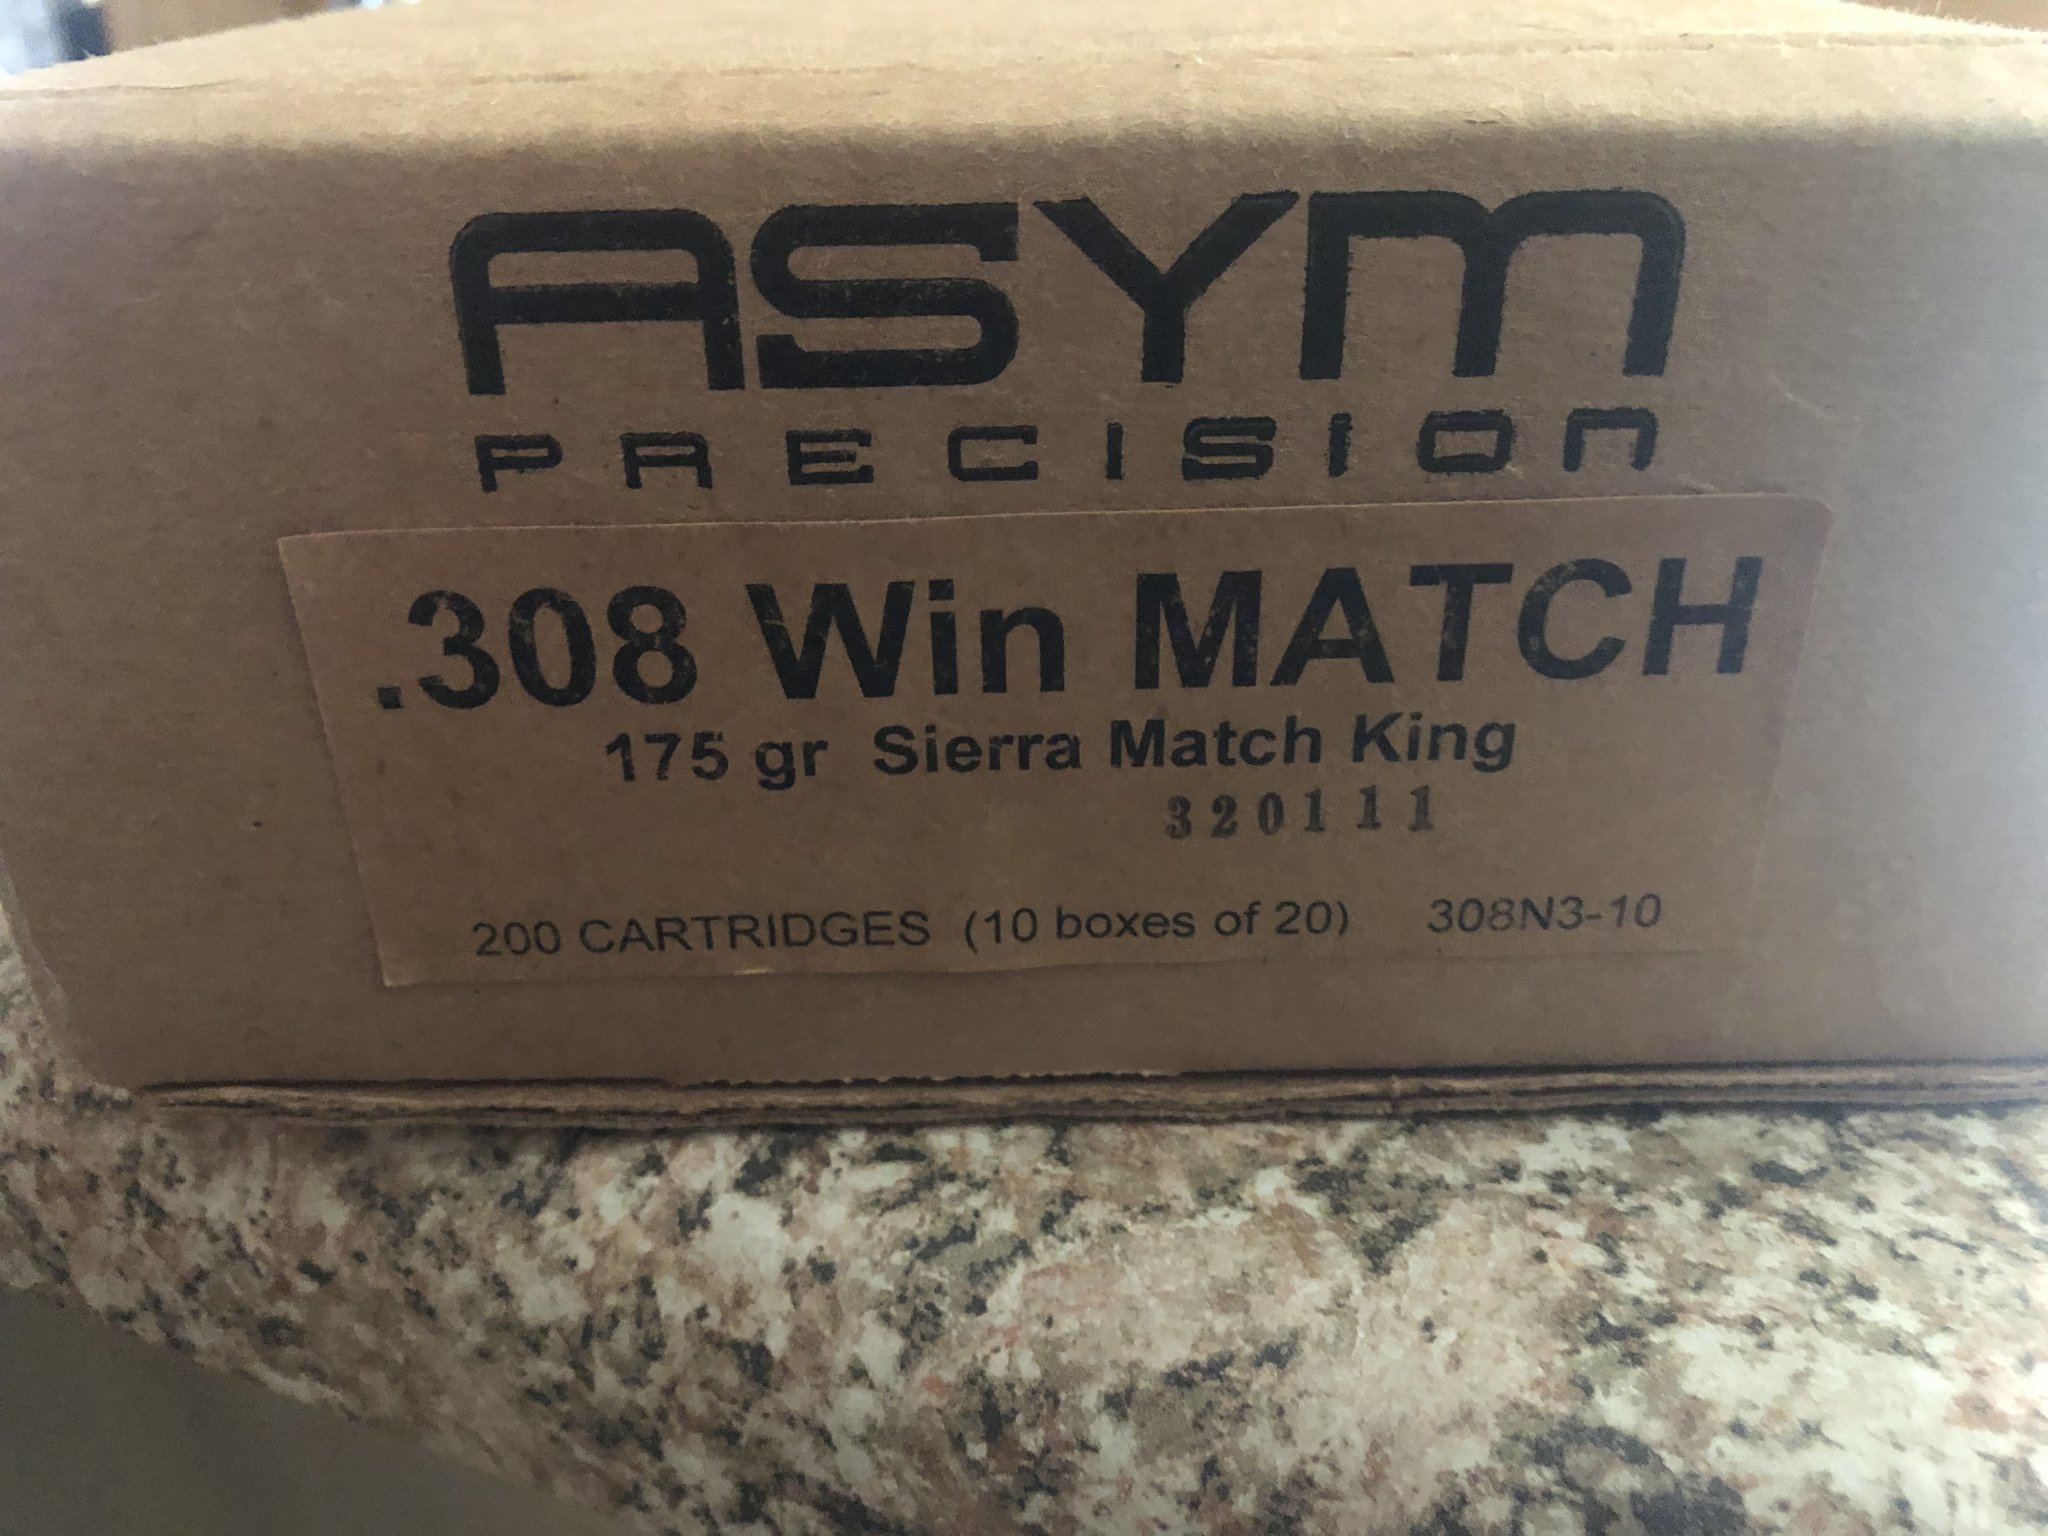 ASYM
PRECISION
.308 Win MATCH
175 gr Sierra Match King
320111
200 CARTRIDGES (10 boxes of 20) 308N3-10